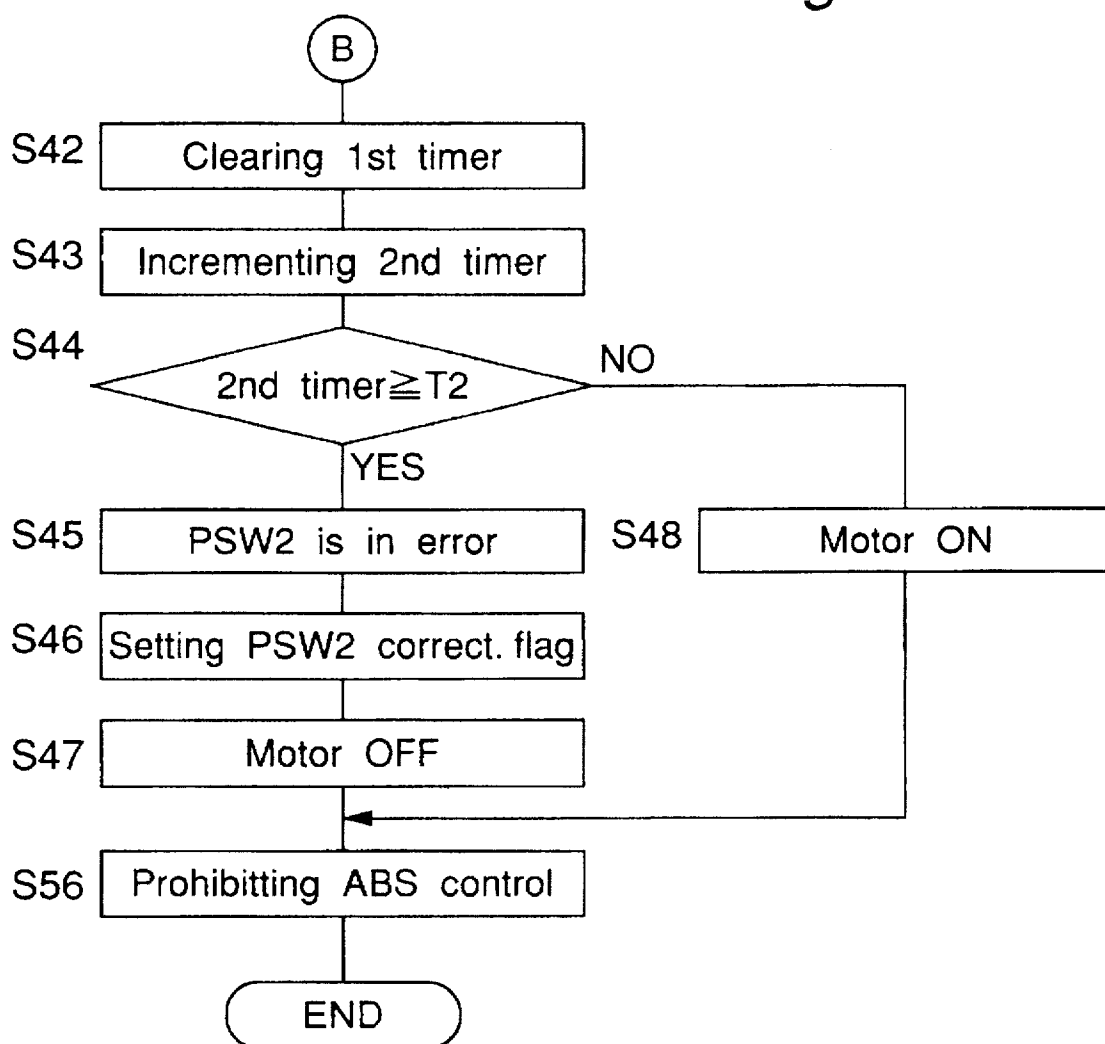 B
S42 Clearing 1st timer
S43 Incrementing 2nd timer
S44 2nd timer≧T2
NO
YES
S45 PSW2 is in error
S48 Motor ON
S46 Setting PSW2 correct. flag
S47 Motor OFF
S56 Prohibitting ABS control
END